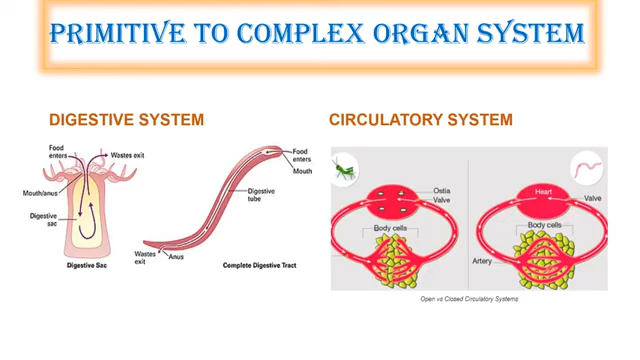 PRIMITIVE TO COMPLEX ORGAN SYSTEM
DIGESTIVE SYSTEM
Food
enters
Wastes exit
Mouth/anus
Digestive
sac
Digestive Sac
Food
enters
Mouth
Digestive
tube
Wastes
exit
Anus
Complete Digestive Tract
CIRCULATORY SYSTEM
Ostia
Valve
Body cells
Heart
Valve
Body cells
Artery
Open vs Closed Circulatory Systems